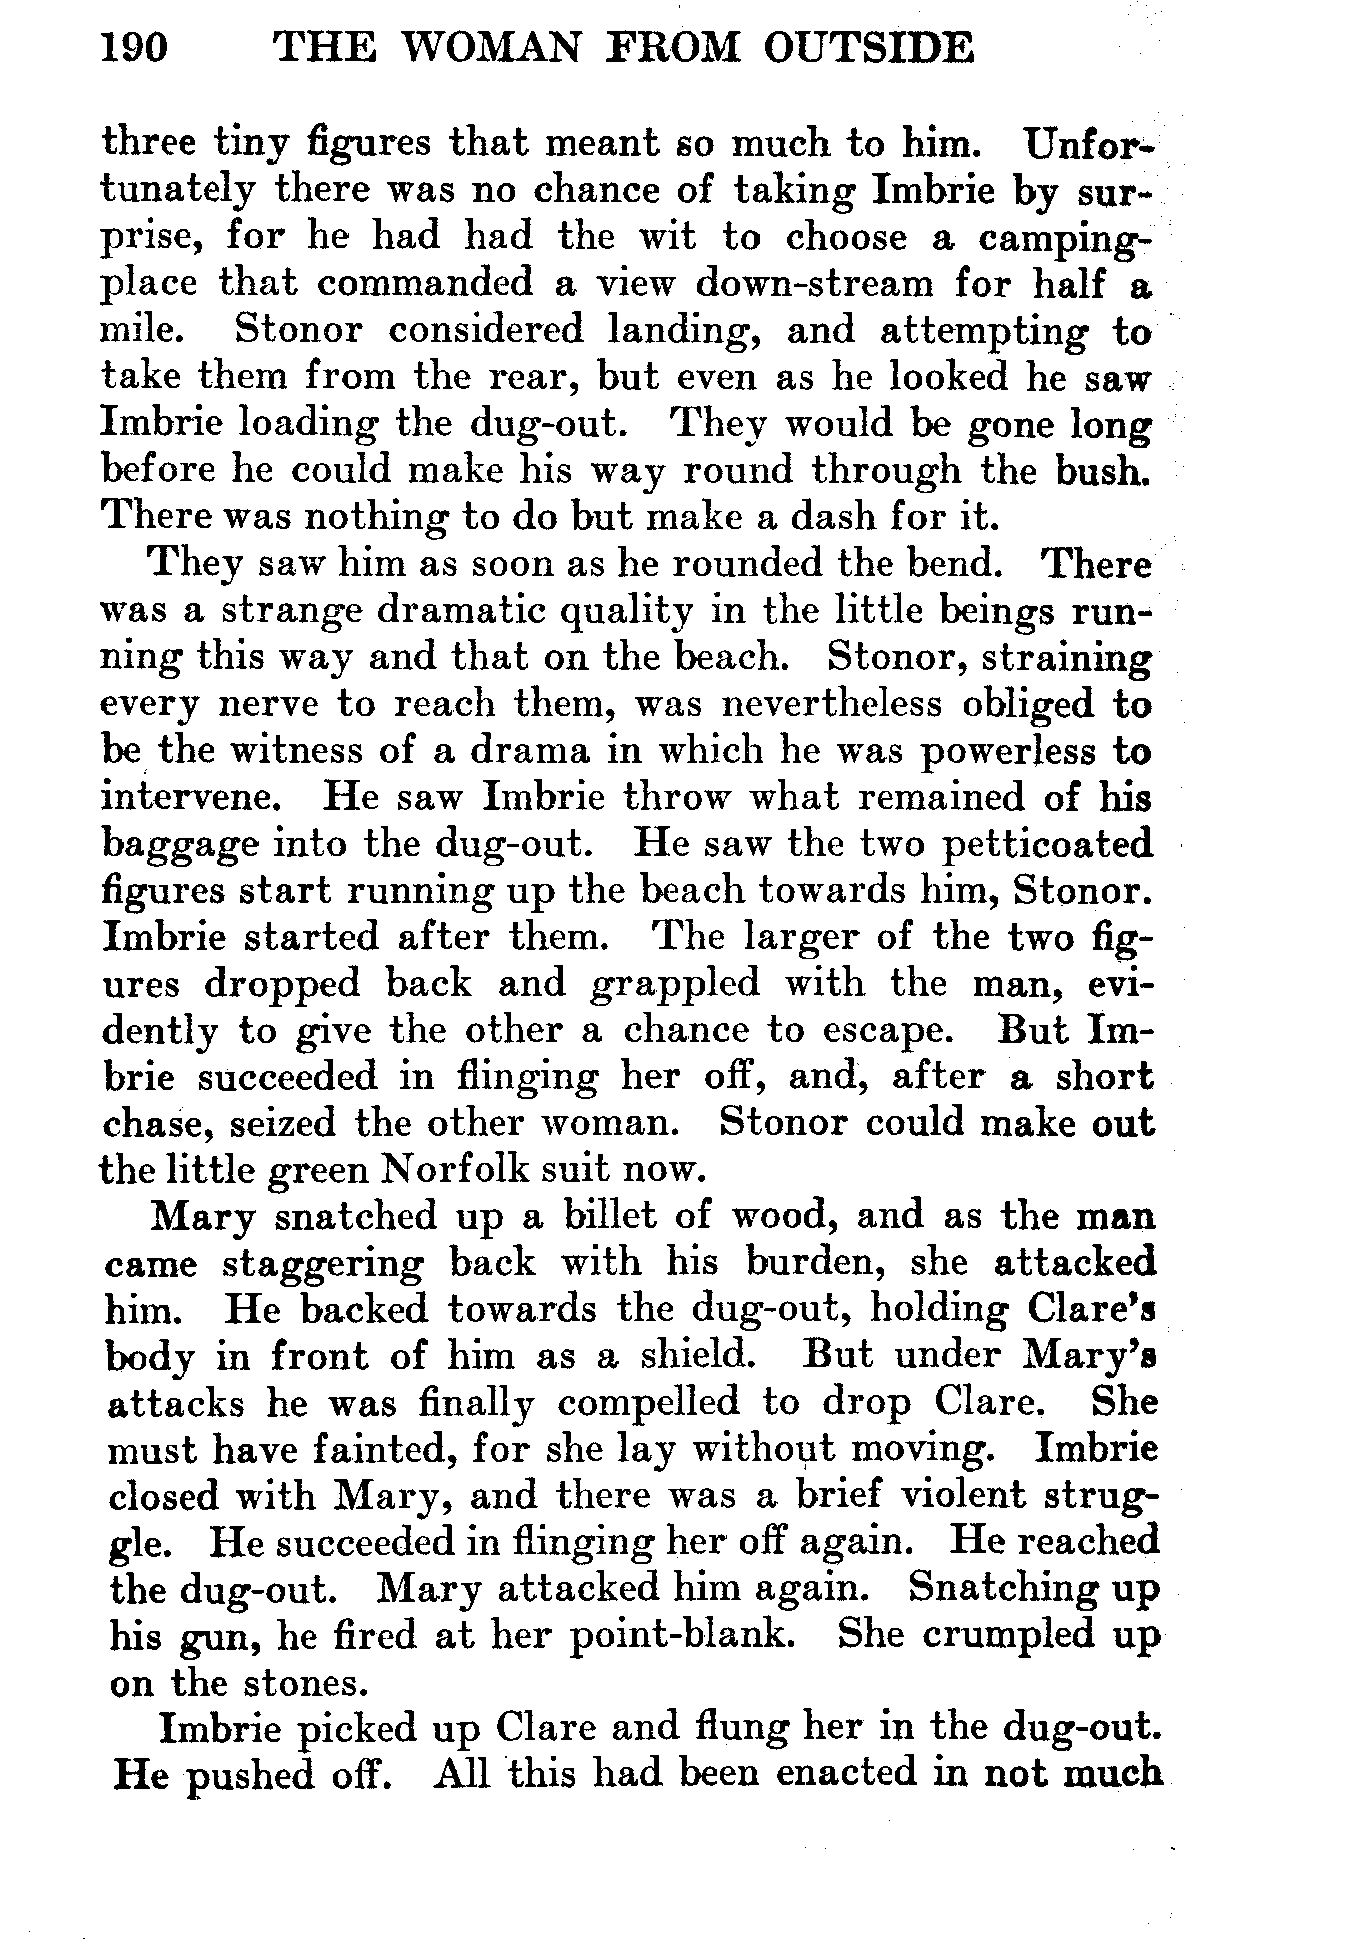 190 THE WOMAN FROM OUTSIDE
three tiny figures that meant so much to him. Unfor-
tunately there was no chance of taking Imbrie by sur-
prise, for he had had the wit to choose a camping-
place that commanded a view down-stream for half a
mile. Stonor considered landing, and attempting to
take them from the rear, but even as he looked he saw
Imbrie loading the dug-out. They would be gone long
before he could make his way round through the bush.
There was nothing to do but make a dash for it.
They saw him as soon as he rounded the bend. There
was a strange dramatic quality in the little beings run-
ning this way and that on the beach. Stonor, straining
every nerve to reach them, was nevertheless obliged to
be the witness of a drama in which he was powerless to
intervene. He saw Imbrie throw what remained of his
baggage into the dug-out. He saw the two petticoated
figures start running up the beach towards him, Stonor.
Imbrie started after them. The larger of the two fig-
ures dropped back and grappled with the man, evi-
dently to give the other a chance to escape. But Im-
brie succeeded in flinging her off, and, after a short
chase, seized the other woman. Stonor could make out
the little green Norfolk suit now.
Mary snatched up a billet of wood, and as the man
came staggering back with his burden, she attacked
him. He backed towards the dug-out, holding Clare's
body in front of him as a shield. But under Mary's
attacks he was finally compelled to drop Clare. She
must have fainted, for she lay without moving. Imbrie
closed with Mary, and there was a brief violent strug-
gle. He succeeded in flinging her off again. He reached
the dug-out. Mary attacked him again. Snatching up
his gun, he fired at her point-blank. She crumpled up
on the stones.
Imbrie picked up Clare and flung her in the dug-out.
He pushed off. All this had been enacted in not much